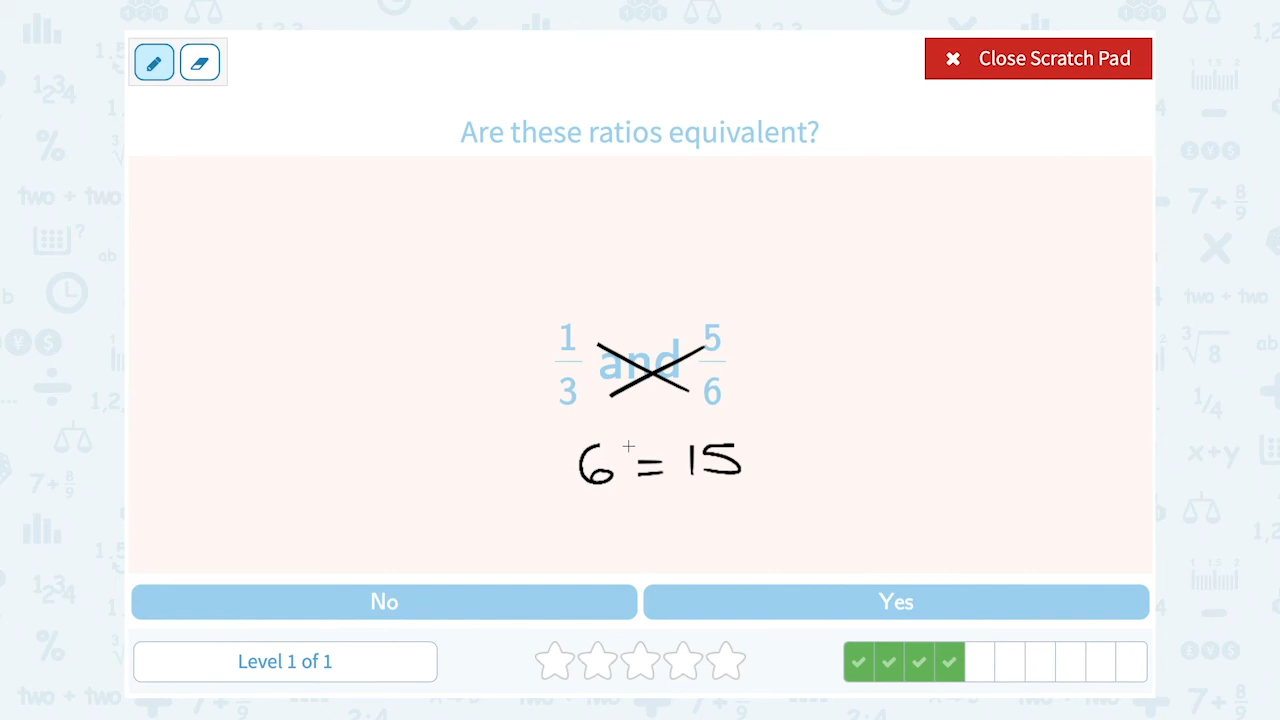 Close Scratch Pad
Are these ratios equivalent?
1/3 and 5/6
6 = 15
No
Yes
Level 1 of 1